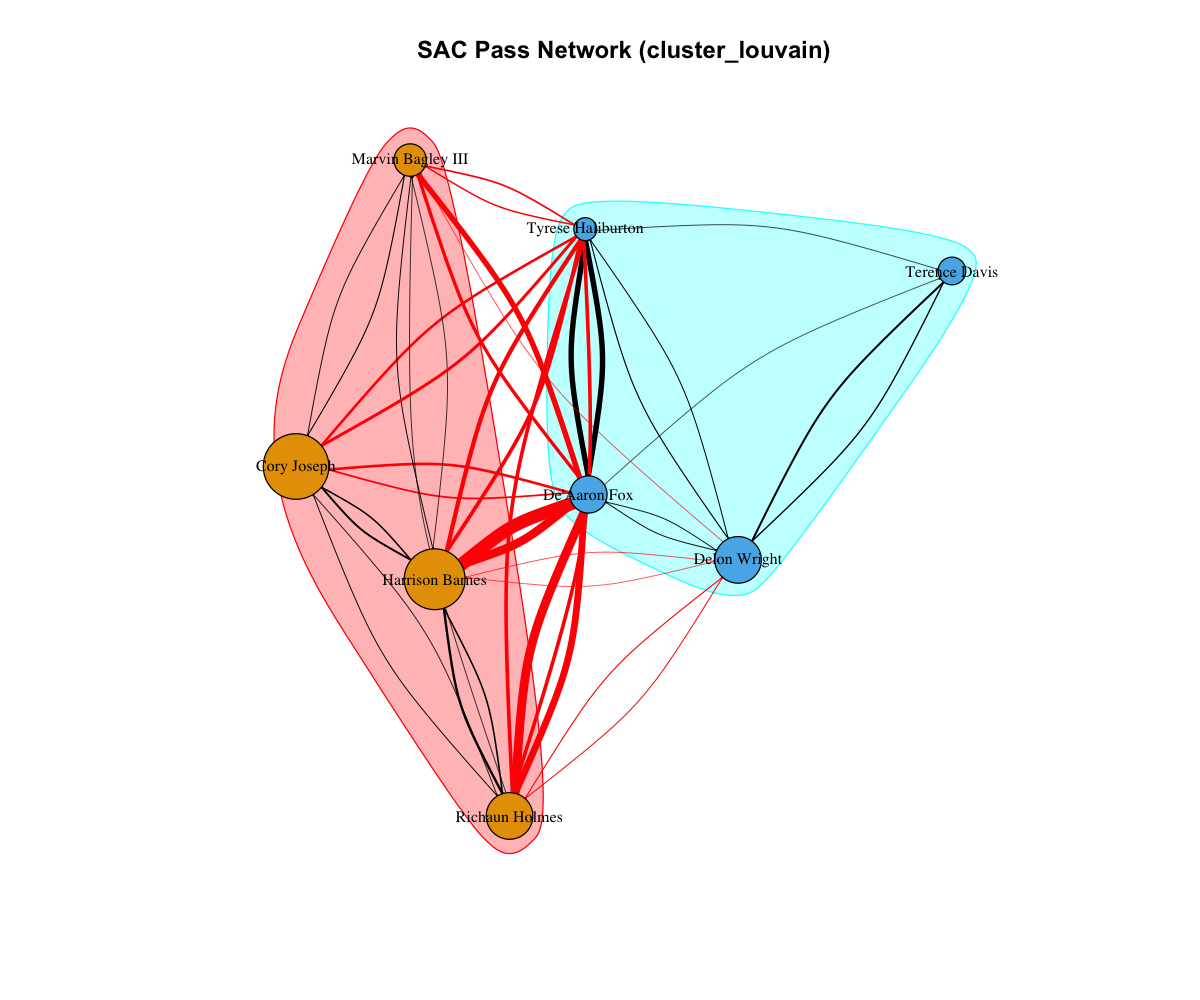 SAC Pass Network (cluster_louvain)
Marvin Bagley III
Tyrese Haliburton
Terence Davis
Cory Joseph
De'Aaron Fox
Delon Wright
Harrison Barnes
Richaun Holmes